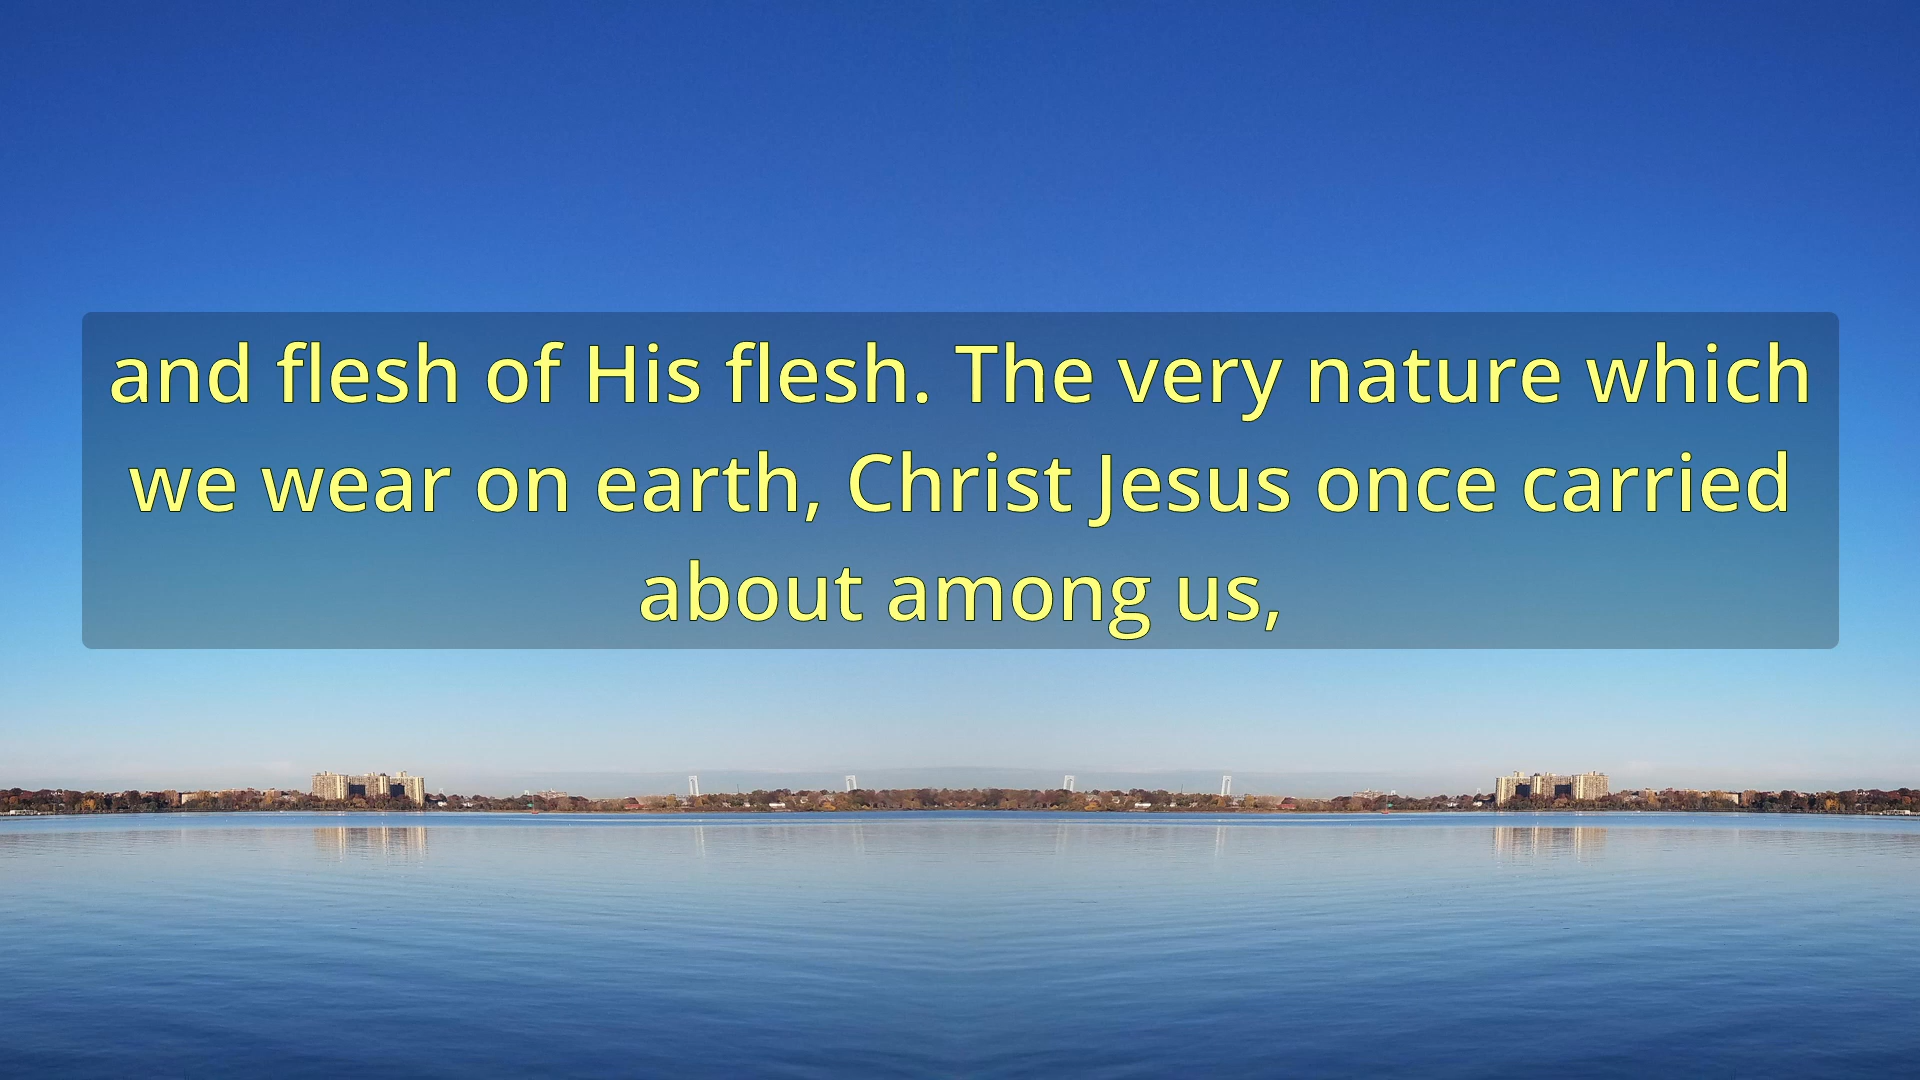 and flesh of His flesh. The very nature which
we wear on earth, Christ Jesus once carried
about among us,